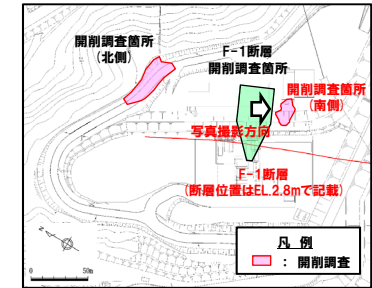 開削調査箇所
(北側)
F-1断層
開削調査箇所
開削調査箇所
(南側)
写真撮影方向
F-1断層
(断層位置はEL.2.8mで記載)
N
0 50m
凡 例
: 開削調査